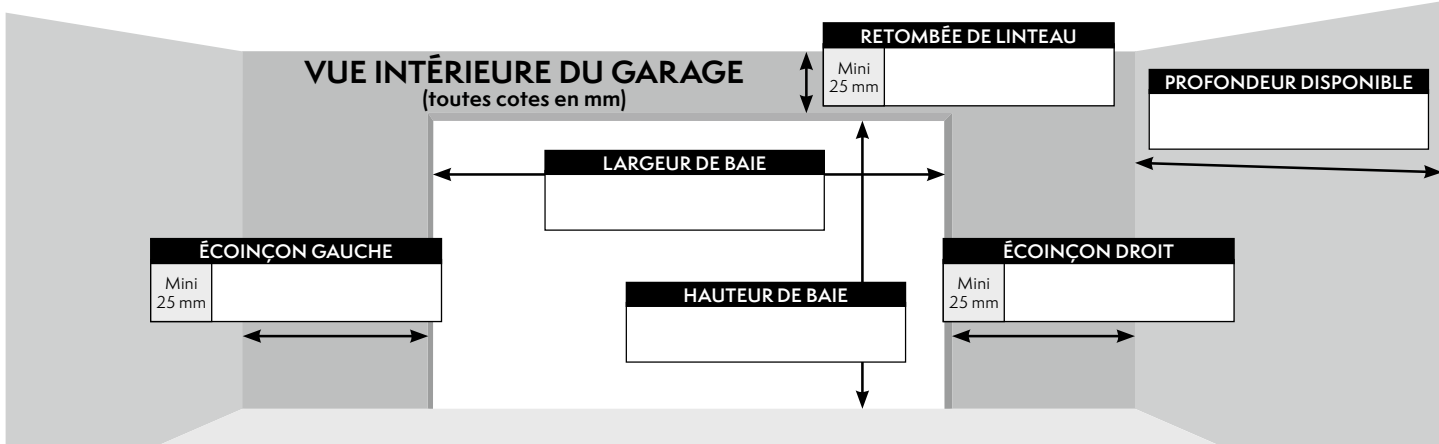 RETOMBÉE DE LINTEAU
Mini
25 mm
VUE INTÉRIEURE DU GARAGE
(toutes cotes en mm)
PROFONDEUR DISPONIBLE
LARGEUR DE BAIE
ÉCOINÇON GAUCHE
Mini
25 mm
ÉCOINÇON DROIT
Mini
25 mm
HAUTEUR DE BAIE